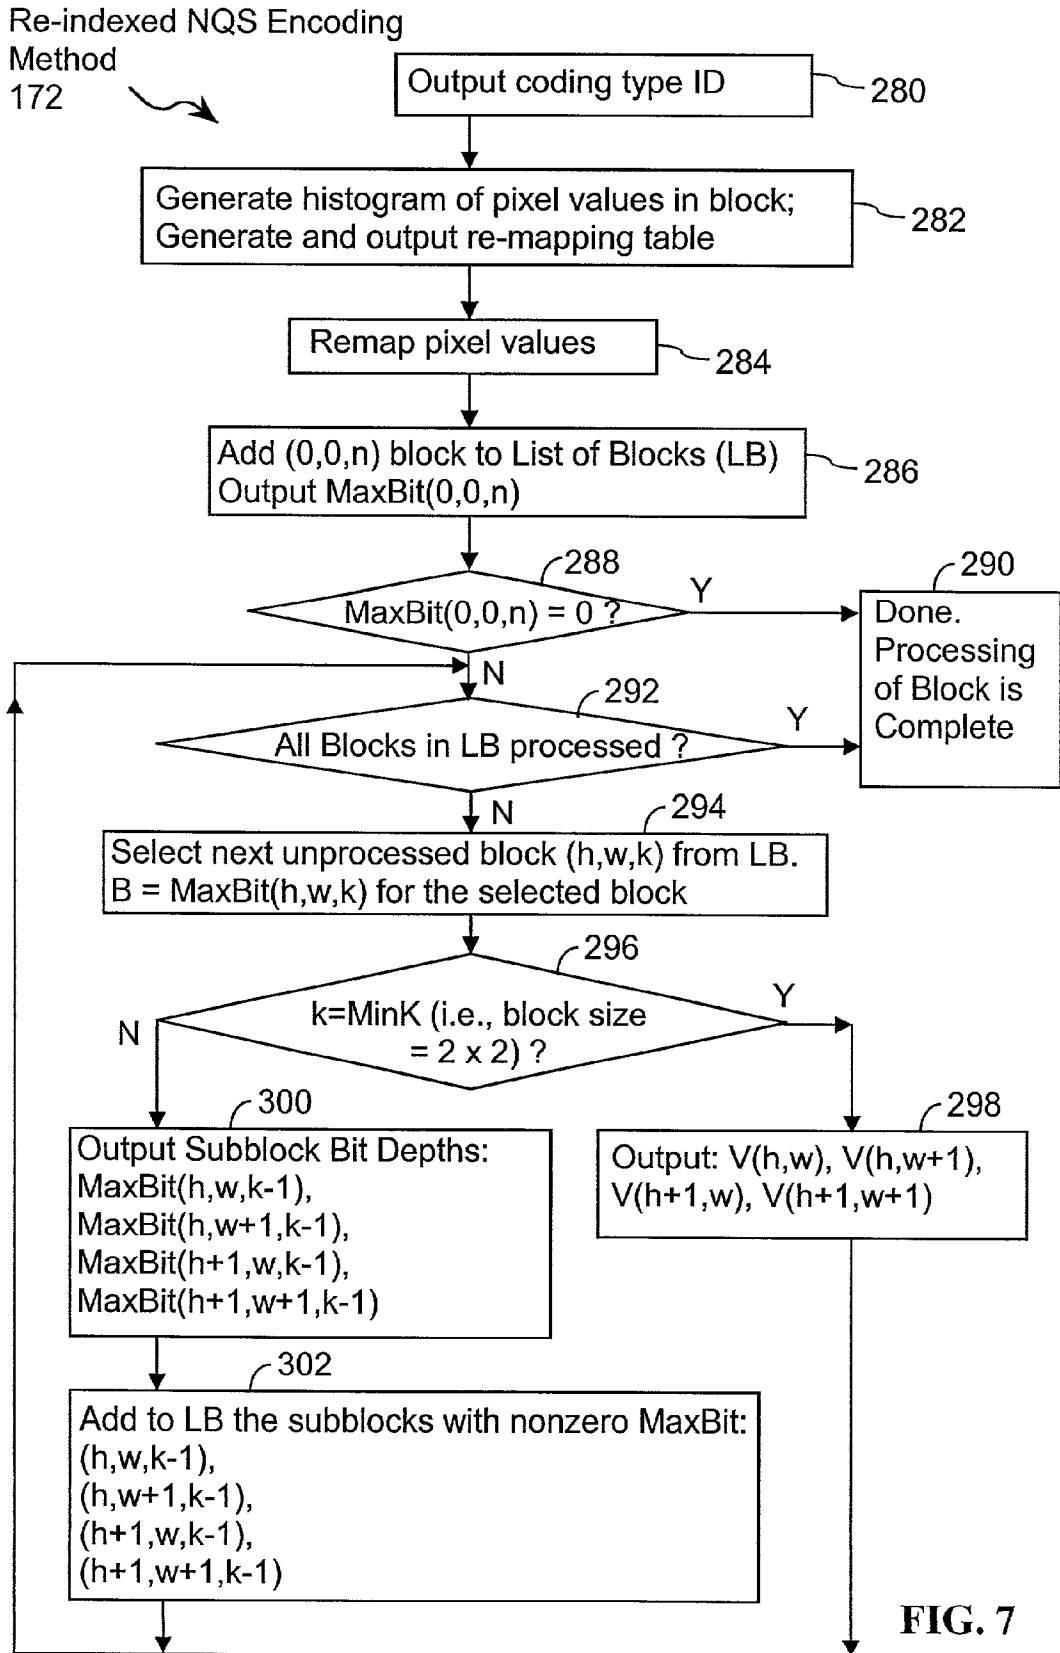 Re-indexed NQS Encoding
Method
172
Output coding type ID
280
Generate histogram of pixel values in block;
Generate and output re-mapping table
282
Remap pixel values
284
Add (0,0,n) block to List of Blocks (LB)
Output MaxBit(0,0,n)
286
288
MaxBit(0,0,n) = 0 ?
Y
290
Done.
Processing
of Block is
Complete
N
292
All Blocks in LB processed ?
Y
N
294
Select next unprocessed block (h,w,k) from LB.
B = MaxBit(h,w,k) for the selected block
296
k=MinK (i.e., block size
= 2 x 2) ?
N
Y
300
Output Subblock Bit Depths:
MaxBit(h,w,k-1),
MaxBit(h,w+1,k-1),
MaxBit(h+1,w,k-1),
MaxBit(h+1,w+1,k-1)
298
Output: V(h,w), V(h,w+1),
V(h+1,w), V(h+1,w+1)
302
Add to LB the subblocks with nonzero MaxBit:
(h,w,k-1),
(h,w+1,k-1),
(h+1,w,k-1),
(h+1,w+1,k-1)
FIG. 7